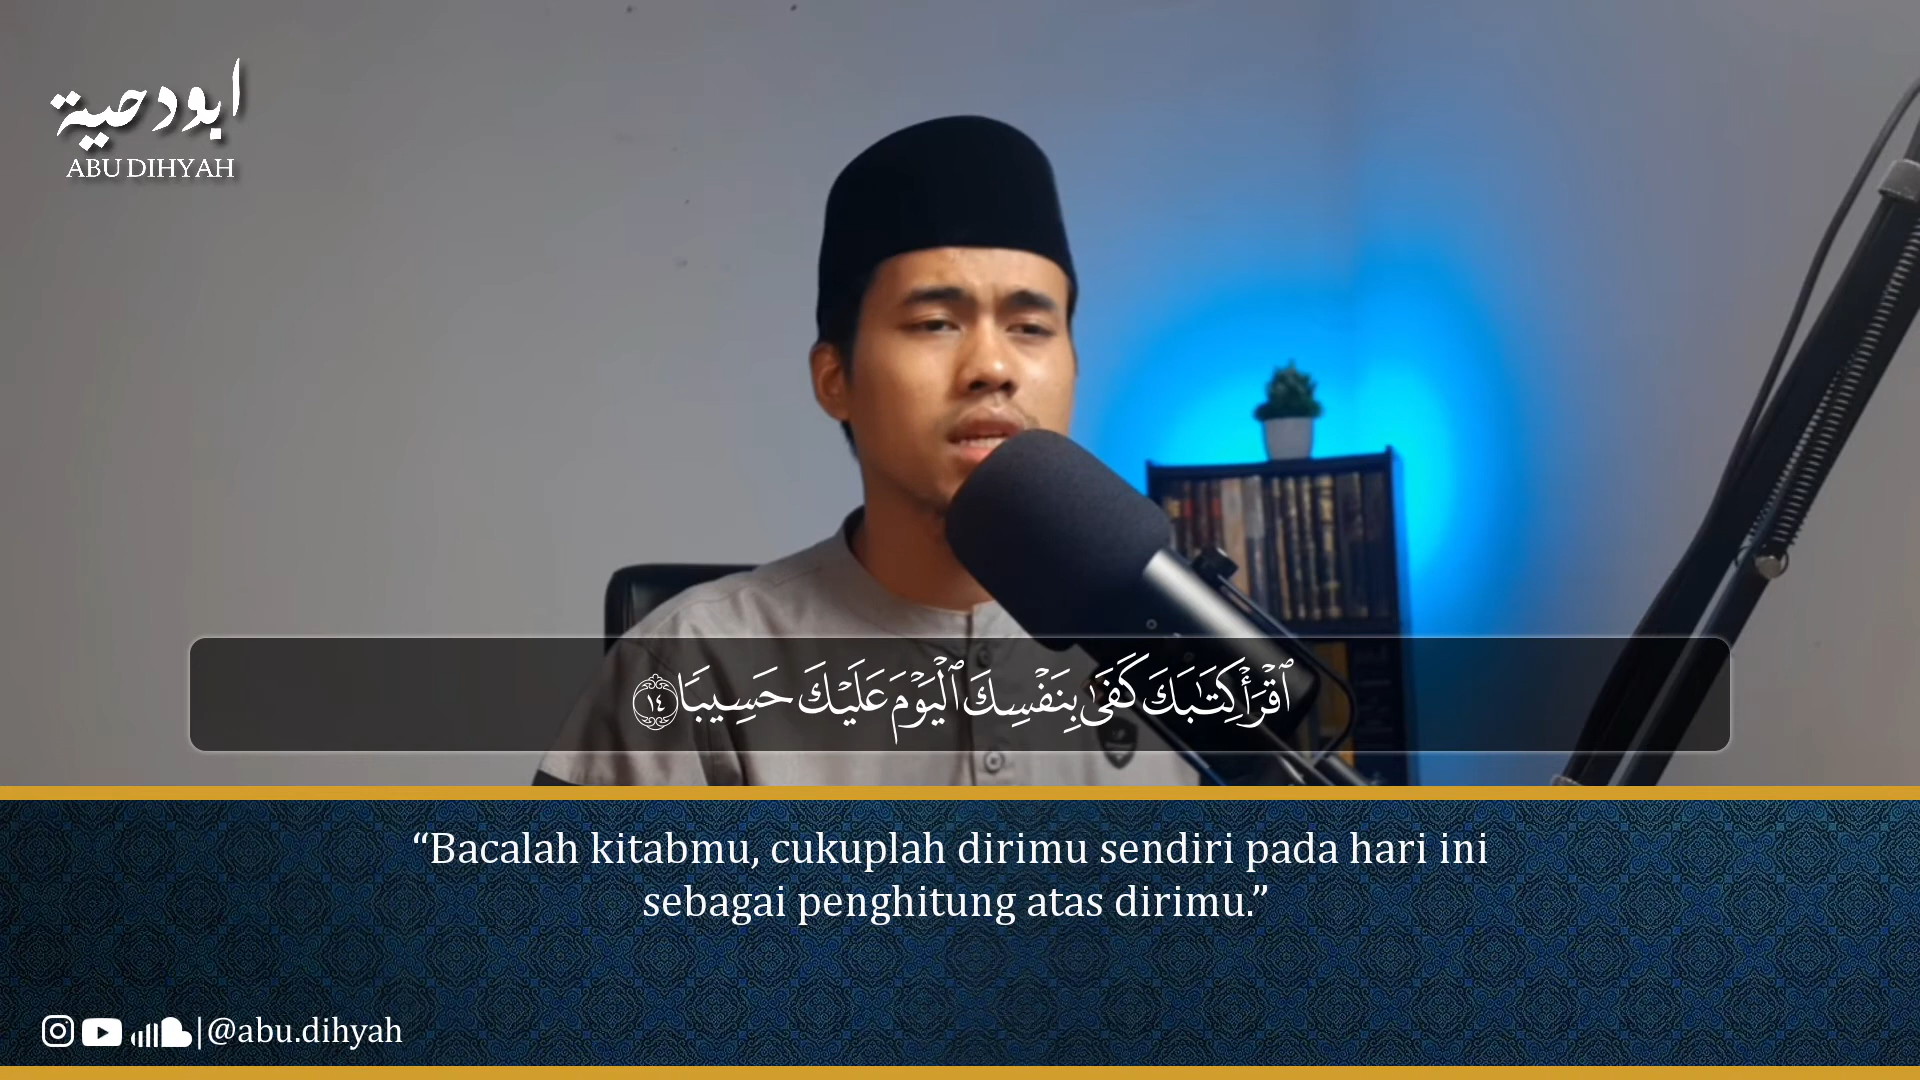 ابودحية
ABU DIHYAH
ٱقۡرَأۡ كِتَٰبَكَ كَفَىٰ بِنَفۡسِكَ ٱلۡيَوۡمَ عَلَيۡكَ حَسِيبٗا ١٤
“Bacalah kitabmu, cukuplah dirimu sendiri pada hari ini
sebagai penghitung atas dirimu.”
|@abu.dihyah